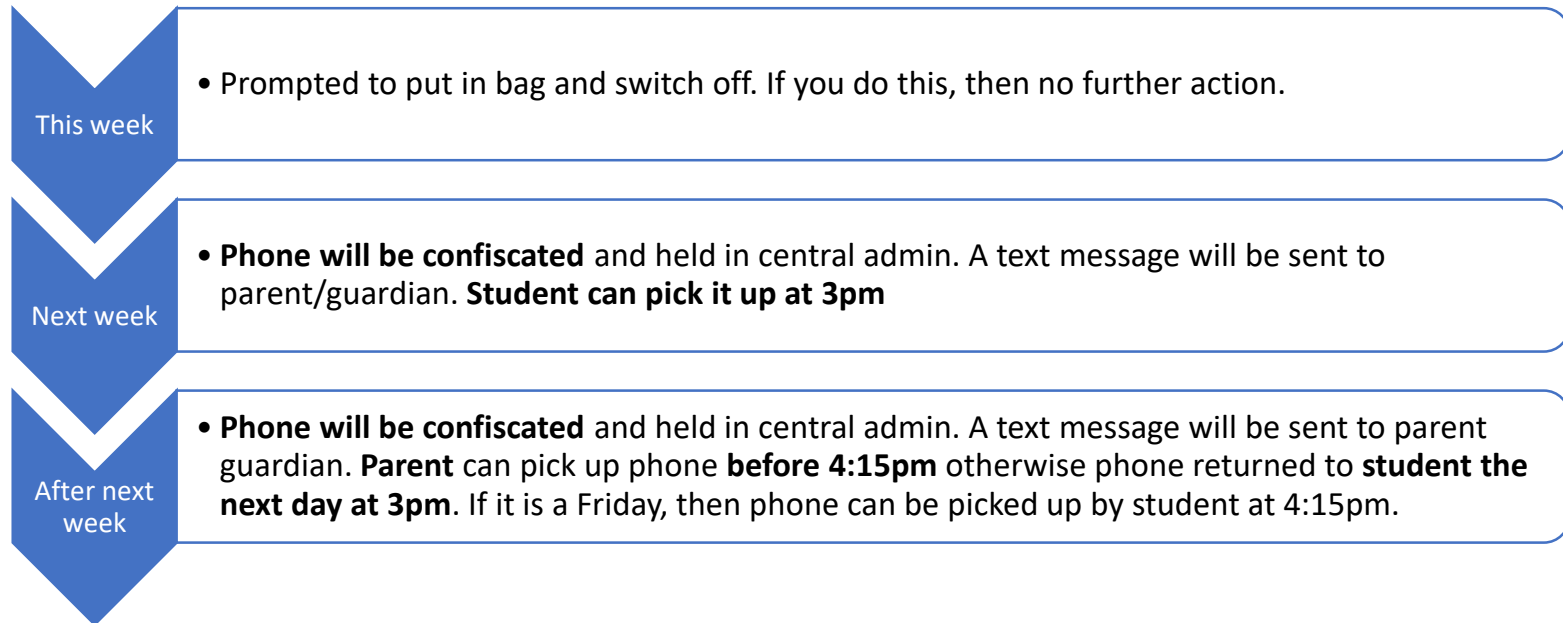 This week
• Prompted to put in bag and switch off. If you do this, then no further action.
Next week
• Phone will be confiscated and held in central admin. A text message will be sent to
parent/guardian. Student can pick it up at 3pm
After next
week
• Phone will be confiscated and held in central admin. A text message will be sent to parent
guardian. Parent can pick up phone before 4:15pm otherwise phone returned to student the
next day at 3pm. If it is a Friday, then phone can be picked up by student at 4:15pm.